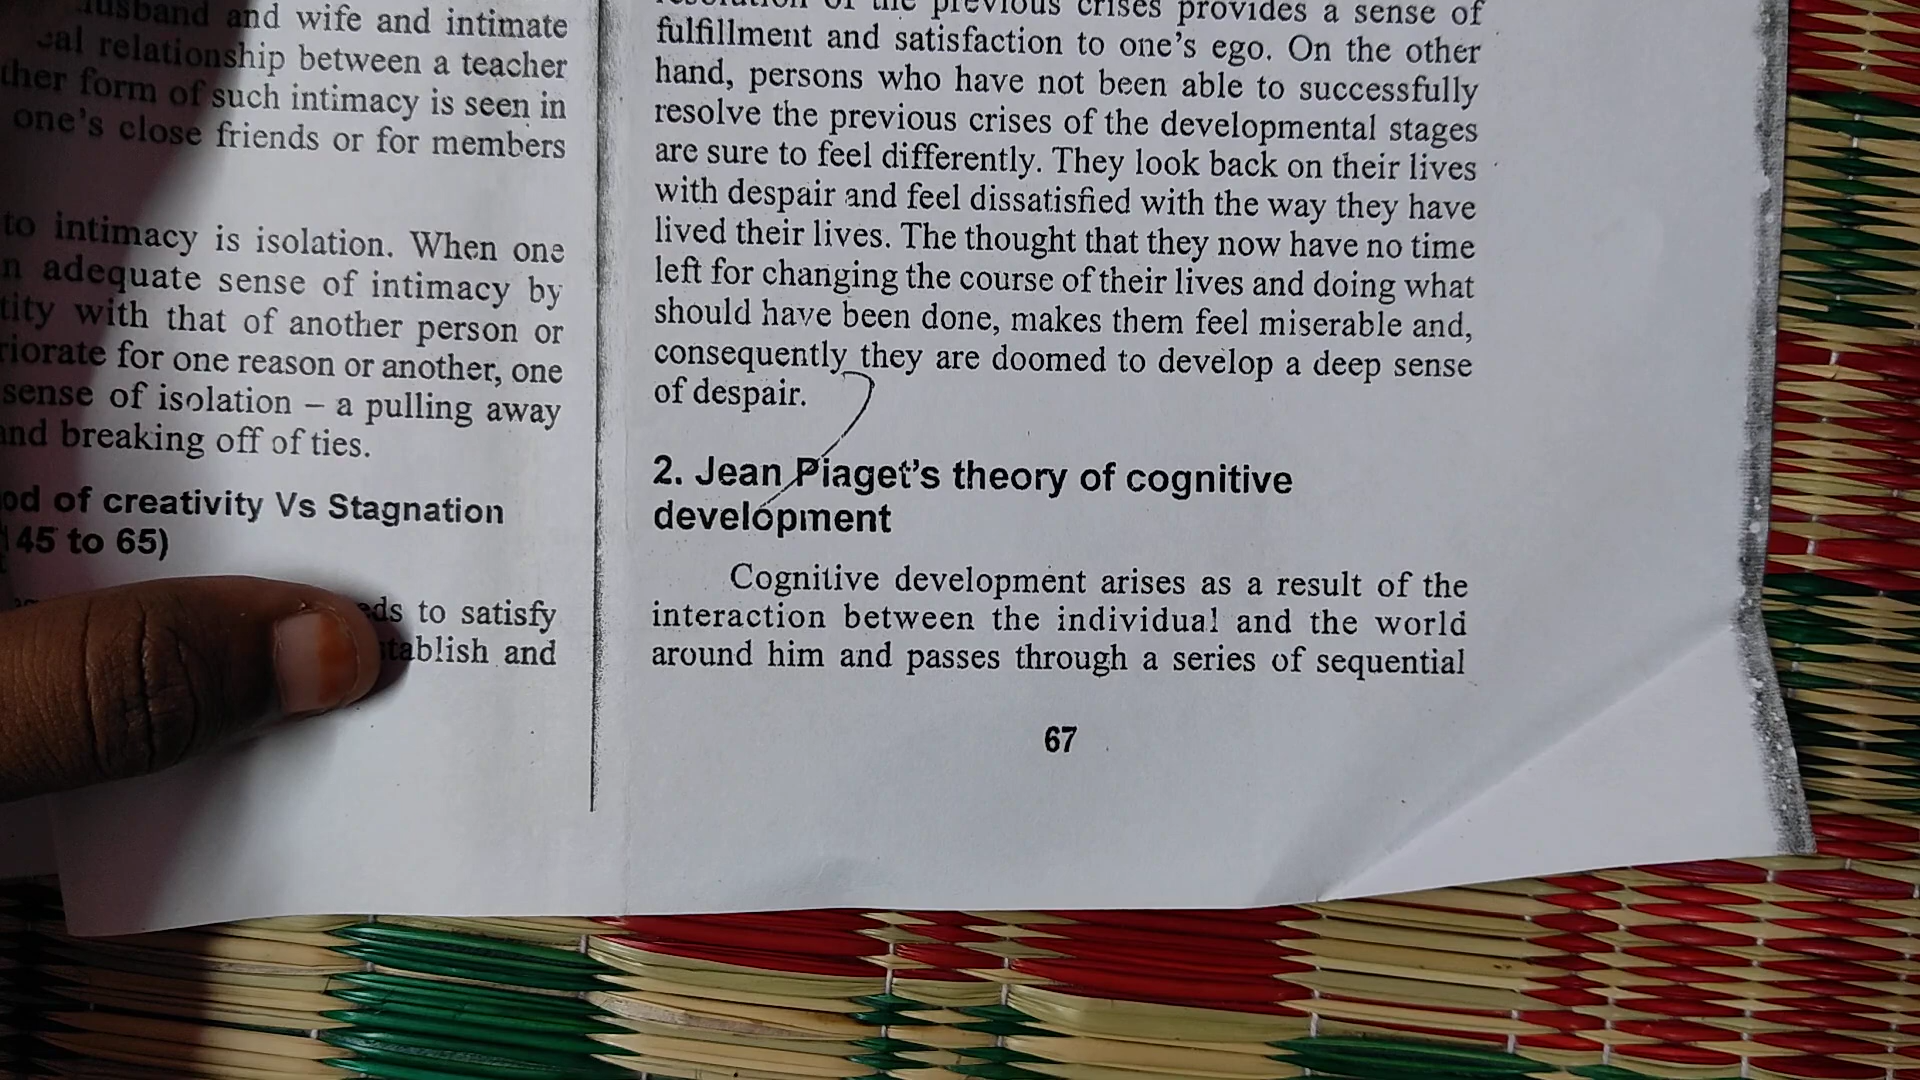 husband and wife and intimate
relationship between a teacher
form of such intimacy is seen in
one's close friends or for members
to intimacy is isolation. When one
adequate sense of intimacy by
with that of another person or
for one reason or another, one
sense of isolation – a pulling away
and breaking off of ties.
of creativity Vs Stagnation
45 to 65)
to satisfy
and
of the previous crises provides a sense of
fulfillment and satisfaction to one's ego. On the other
hand, persons who have not been able to successfully
resolve the previous crises of the developmental stages
are sure to feel differently. They look back on their lives
with despair and feel dissatisfied with the way they have
lived their lives. The thought that they now have no time
left for changing the course of their lives and doing what
should have been done, makes them feel miserable and,
consequently they are doomed to develop a deep sense
of despair.
2. Jean Piaget's theory of cognitive
development
Cognitive development arises as a result of the
interaction between the individual and the world
around him and passes through a series of sequential
67